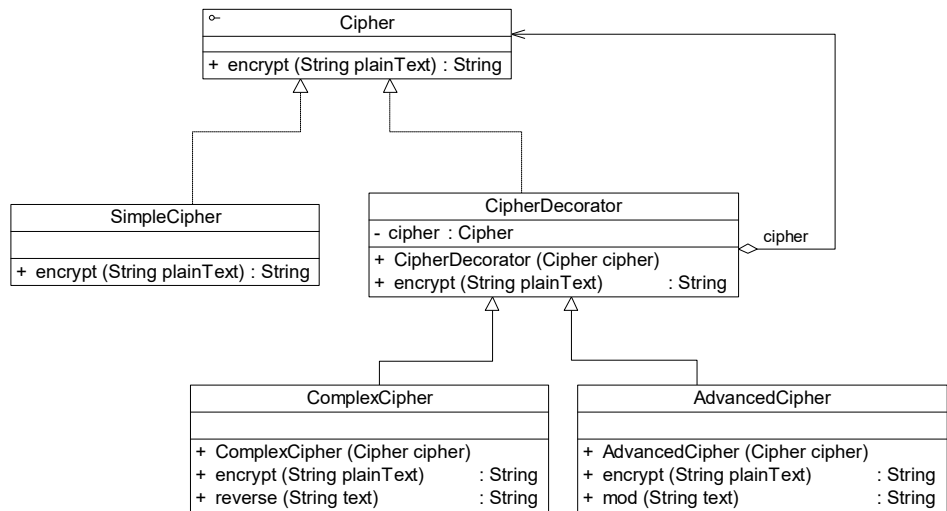 Cipher
+ encrypt (String plainText) : String
SimpleCipher
+ encrypt (String plainText) : String
CipherDecorator
- cipher : Cipher
+ CipherDecorator (Cipher cipher)
+ encrypt (String plainText) : String
cipher
ComplexCipher
+ ComplexCipher (Cipher cipher)
+ encrypt (String plainText) : String
+ reverse (String text) : String
AdvancedCipher
+ AdvancedCipher (Cipher cipher)
+ encrypt (String plainText) : String
+ mod (String text) : String